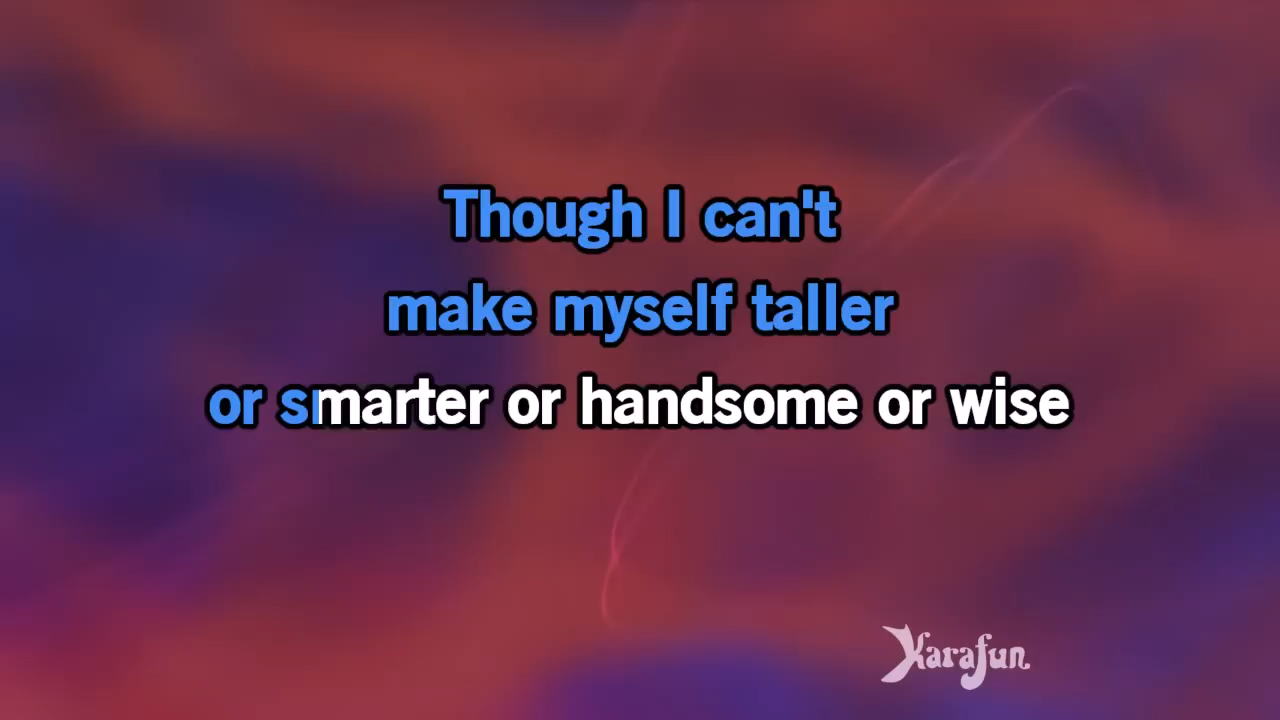 Though I can't
make myself taller
or smarter or handsome or wise
Karafun